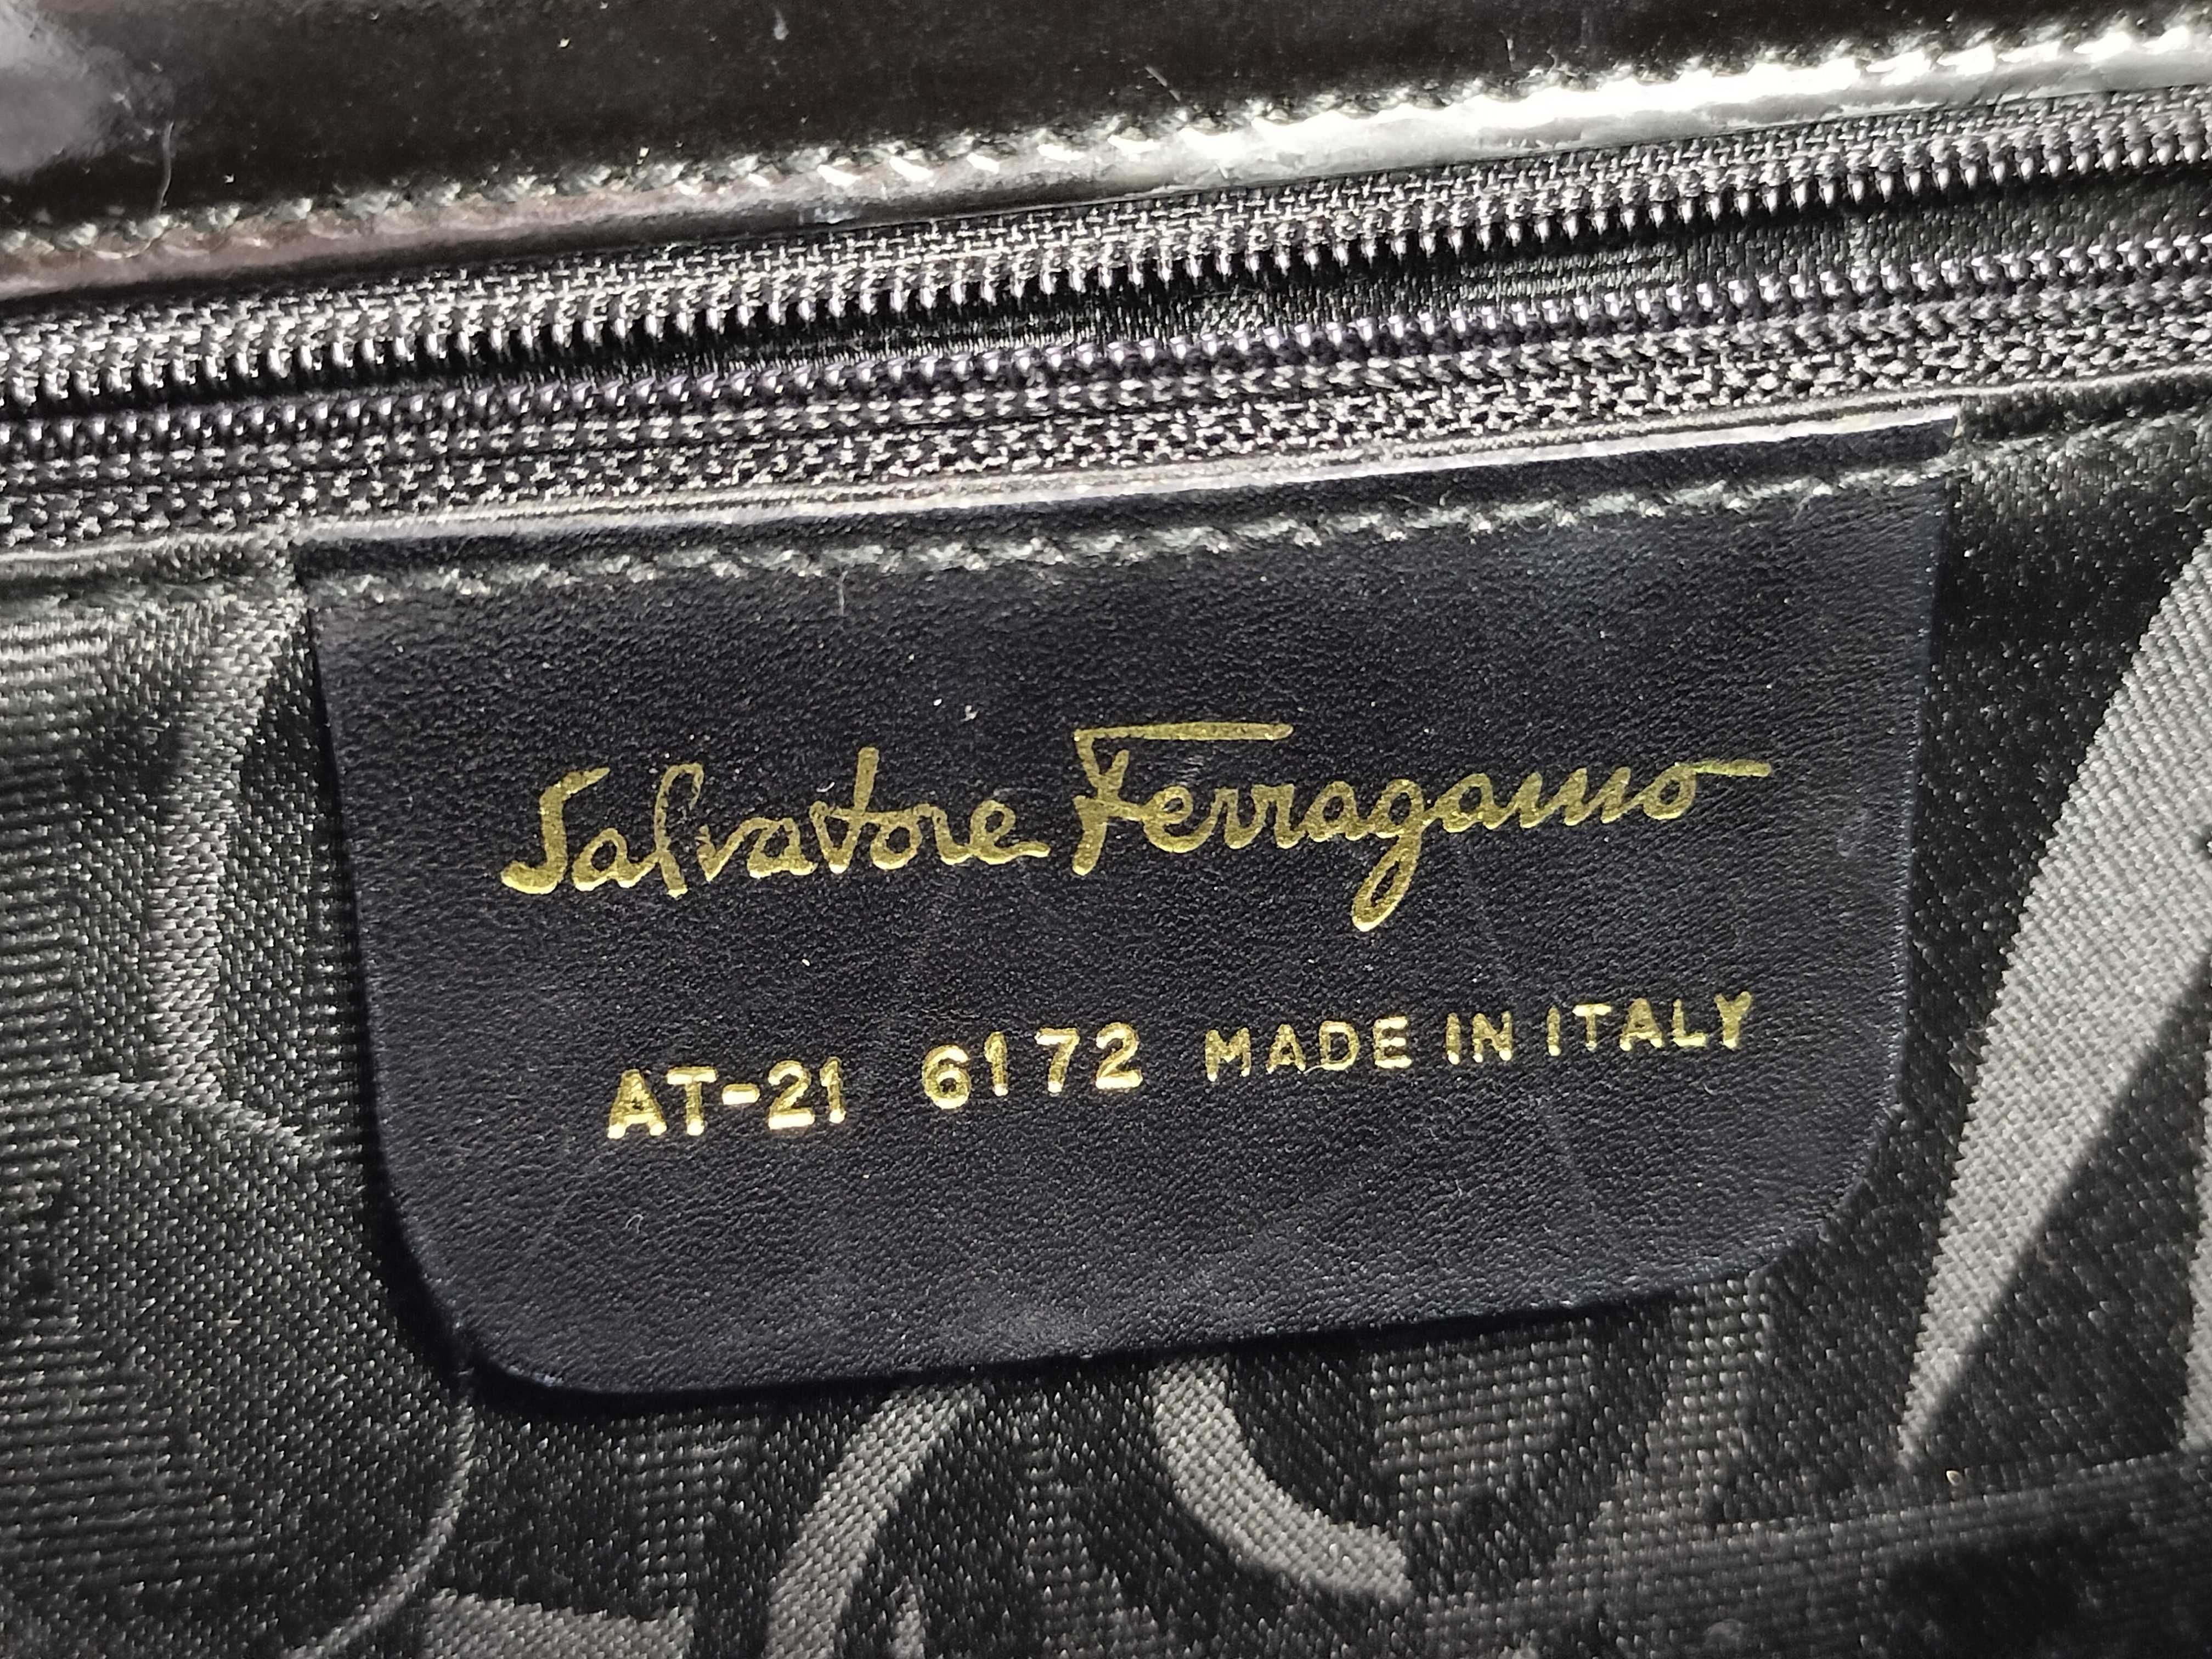 Salvatore Ferragamo
AT-21 6172 MADE IN ITALY